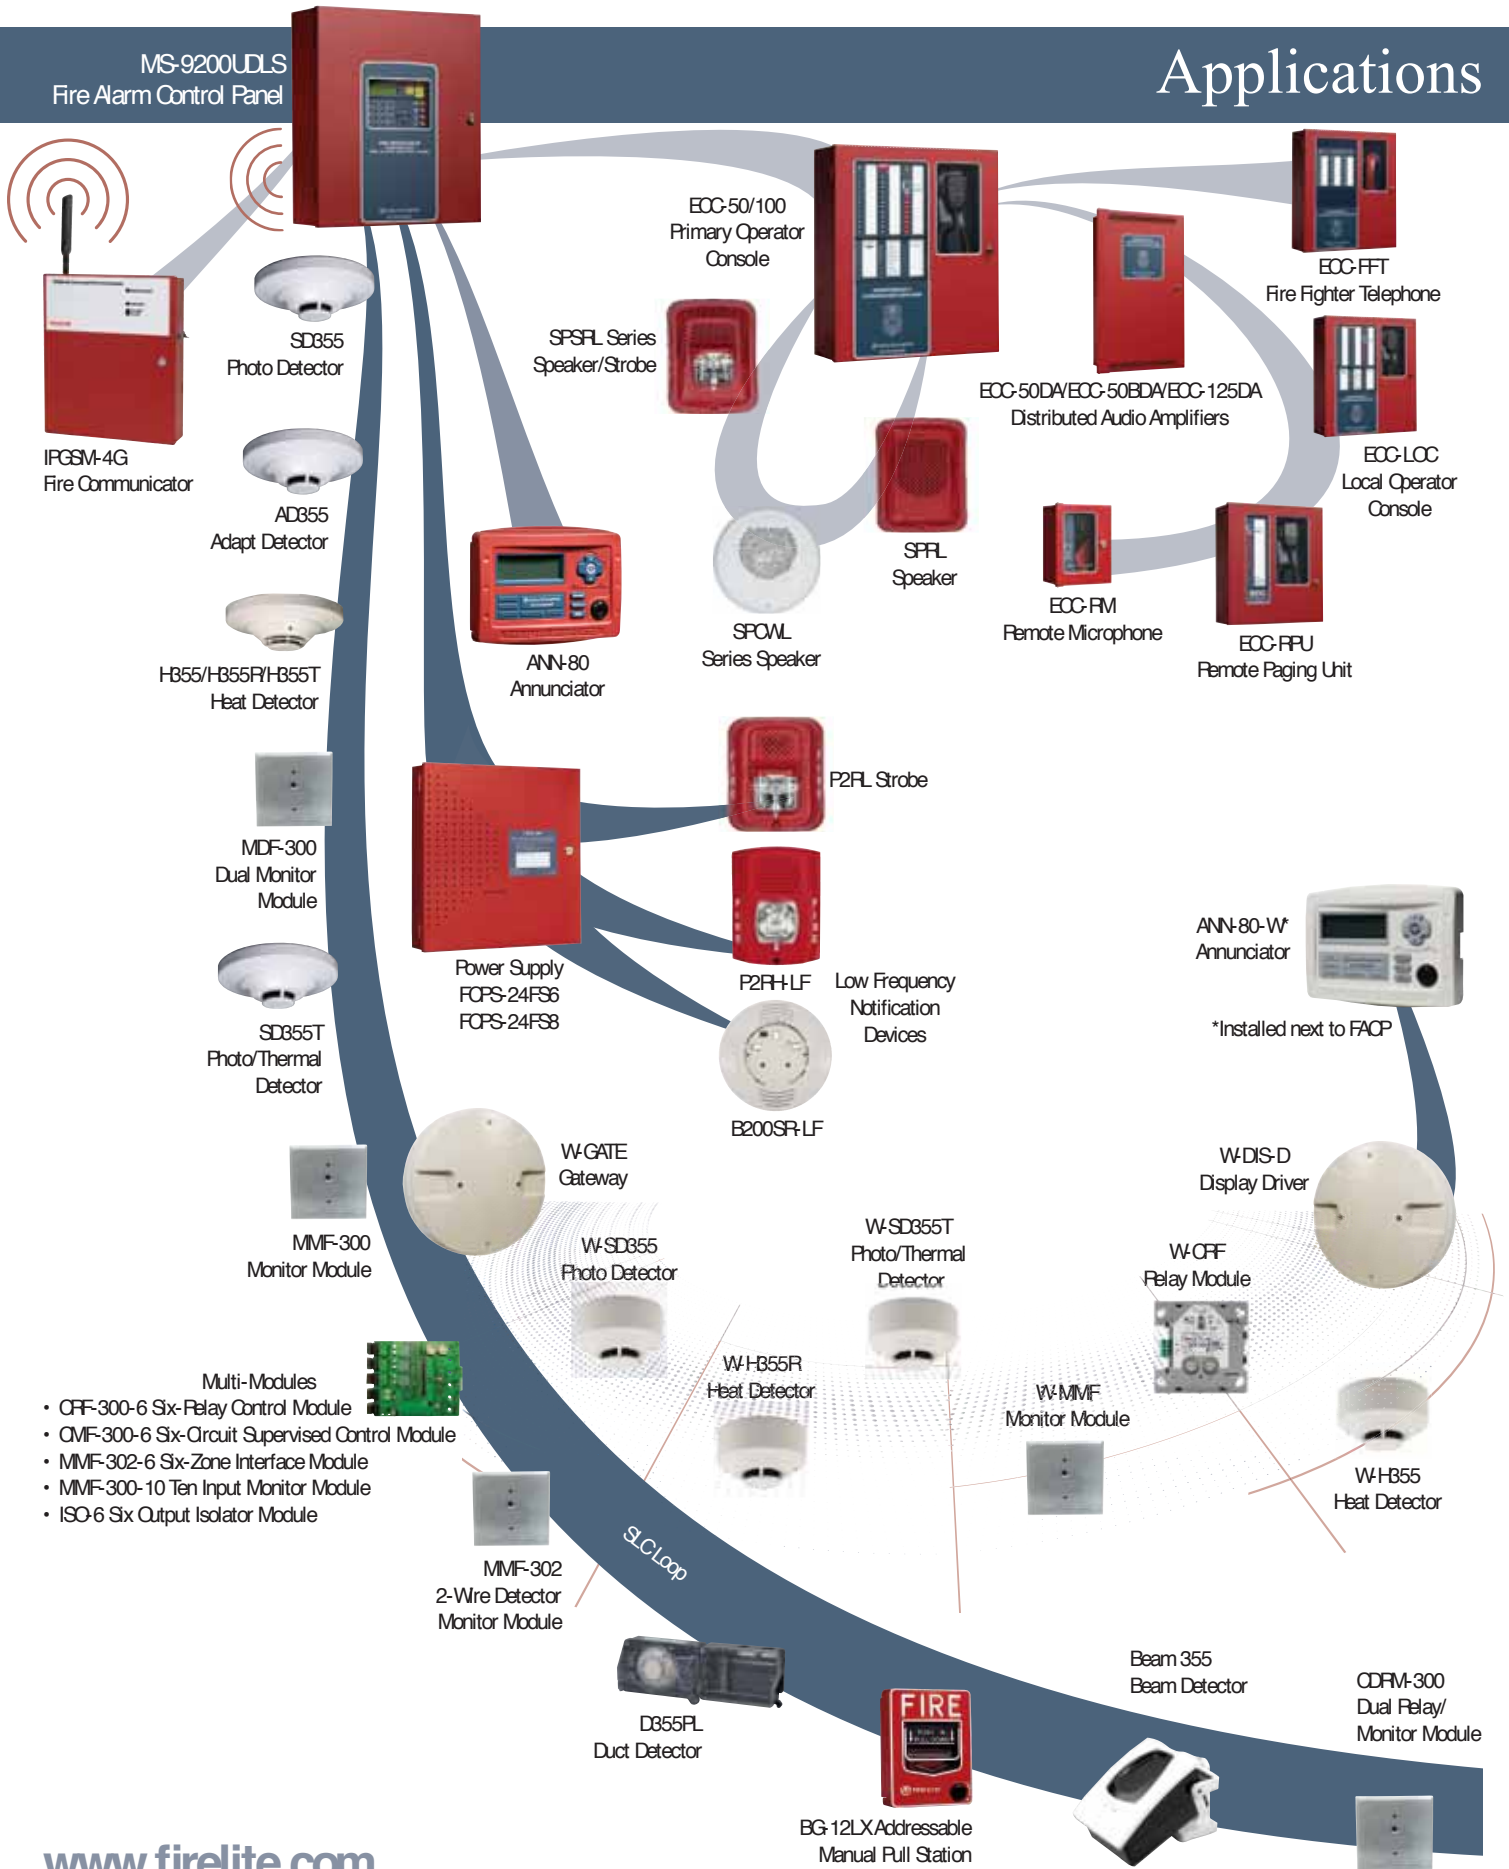 MS-9200UDLS
Fire Alarm Control Panel
Applications
ECC-50/100
Primary Operator
Console
ECC-FFT
Fire Fighter Telephone
SD355
Photo Detector
SPSRL Series
Speaker/Strobe
ECC-50DA/ECC-50BDA/ECC-125DA
Distributed Audio Amplifiers
IPGSM-4G
Fire Communicator
ECC-LOC
Local Operator
Console
AD355
Adapt Detector
SPRL
Speaker
ECC-RM
Remote Microphone
SPCWL
Series Speaker
ECC-RPU
Remote Paging Unit
ANN-80
Annunciator
H355/H355R/H355T
Heat Detector
P2RL Strobe
MDF-300
Dual Monitor
Module
ANN-80-W*
Annunciator
Power Supply
FCPS-24FS6
FCPS-24FS8
P2RH-LF
Low Frequency
Notification
Devices
*Installed next to FACP
SD355T
Photo/Thermal
Detector
B200SR-LF
W-GATE
Gateway
W-DIS-D
Display Driver
MMF-300
Monitor Module
W-SD355
Photo Detector
W-SD355T
Photo/Thermal
Detector
W-CRF
Relay Module
W-H355R
Heat Detector
W-MMF
Monitor Module
W-H355
Heat Detector
Multi-Modules
• CRF-300-6 Six-Relay Control Module
• CMF-300-6 Six-Circuit Supervised Control Module
• MMF-302-6 Six-Zone Interface Module
• MMF-300-10 Ten Input Monitor Module
• ISO-6 Six Output Isolator Module
SLC Loop
MMF-302
2-Wire Detector
Monitor Module
D355PL
Duct Detector
FIRE
BG-12LX Addressable
Manual Pull Station
Beam 355
Beam Detector
CDRM-300
Dual Relay/
Monitor Module
www.firelite.com